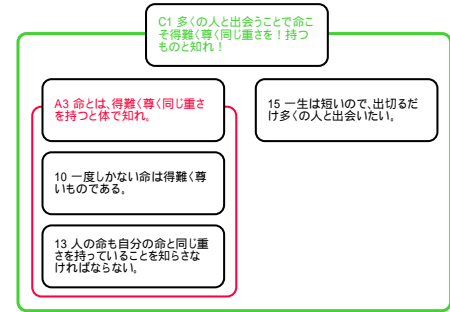 C1 多くの人と出会うことで命こ
そ得難く尊く同じ重さを！持つ
ものと知れ！
A3 命とは、得難く尊く同じ重さ
を持つと体で知れ。
15 一生は短いので、出切るだ
け多くの人と出会いたい。
10 一度しかない命は得難く尊
いものである。
13 人の命も自分の命と同じ重
さを持っていることを知らさな
ければならない。